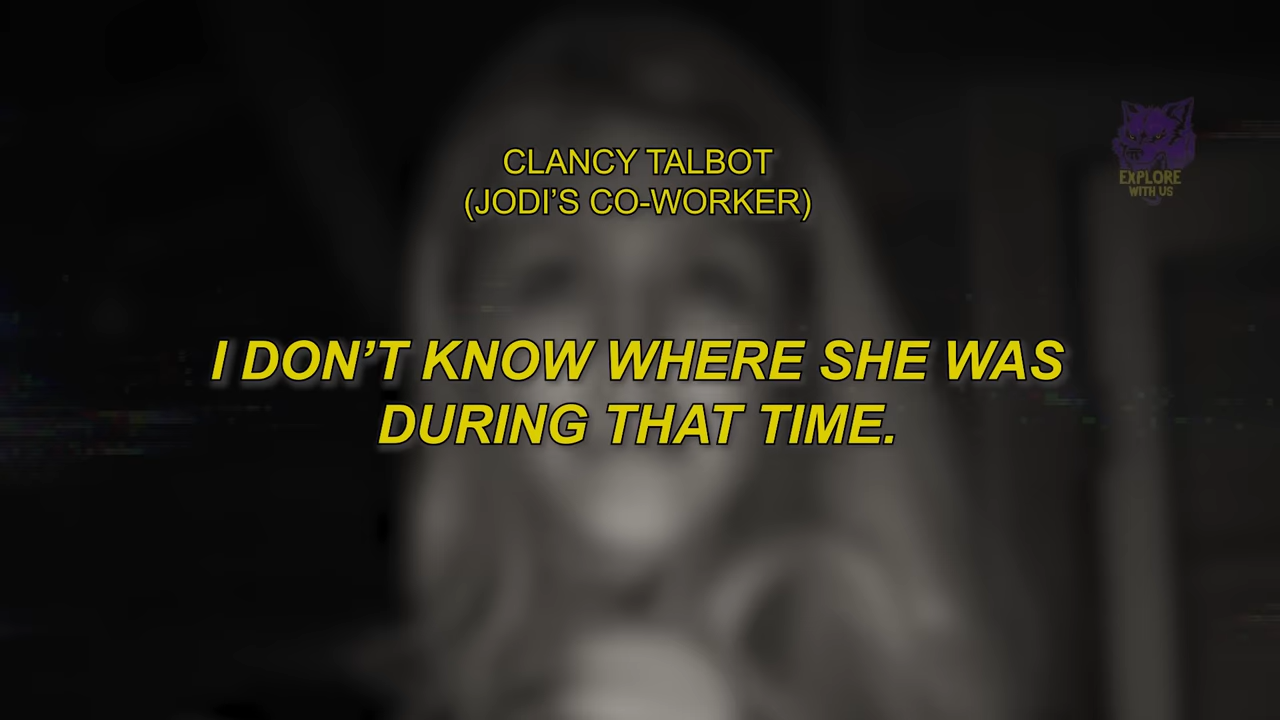 CLANCY TALBOT
(JODI’S CO-WORKER)
EXPLORE
WITH US
I DON’T KNOW WHERE SHE WAS
DURING THAT TIME.